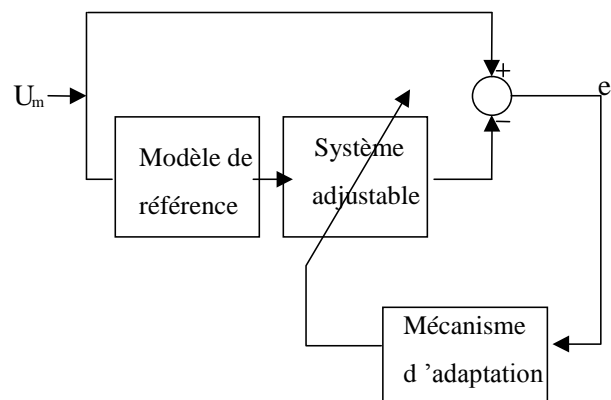 +
e
Um
−
Modèle de
référence
Système
adjustable
Mécanisme
d ’adaptation